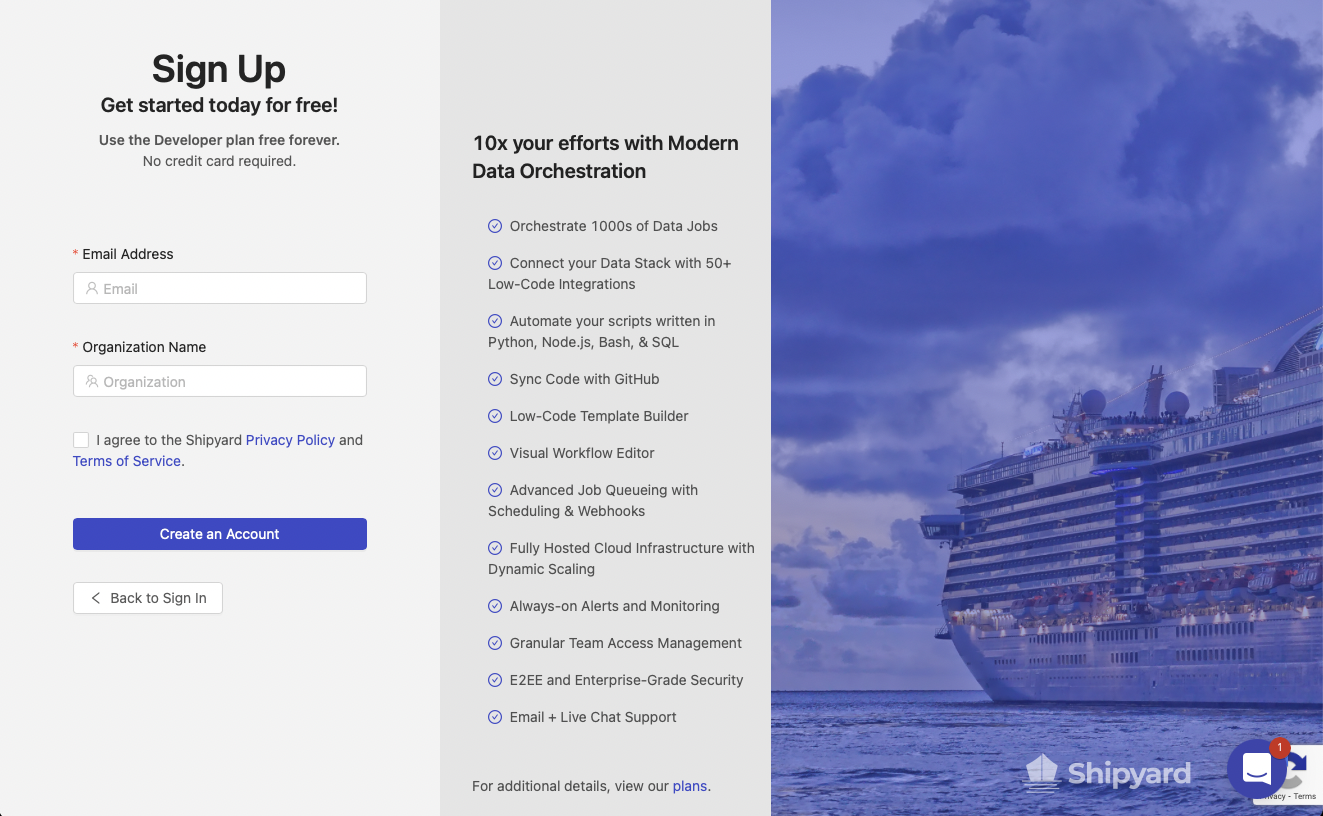 Sign Up
Get started today for free!
Use the Developer plan free forever.
No credit card required.
* Email Address
Email
* Organization Name
Organization
I agree to the Shipyard Privacy Policy and
Terms of Service.
Create an Account
Back to Sign In
10x your efforts with Modern
Data Orchestration
Orchestrate 1000s of Data Jobs
Connect your Data Stack with 50+
Low-Code Integrations
Automate your scripts written in
Python, Node.js, Bash, & SQL
Sync Code with GitHub
Low-Code Template Builder
Visual Workflow Editor
Advanced Job Queueing with
Scheduling & Webhooks
Fully Hosted Cloud Infrastructure with
Dynamic Scaling
Always-on Alerts and Monitoring
Granular Team Access Management
E2EE and Enterprise-Grade Security
Email + Live Chat Support
For additional details, view our plans.
Shipyard
1
- Terms